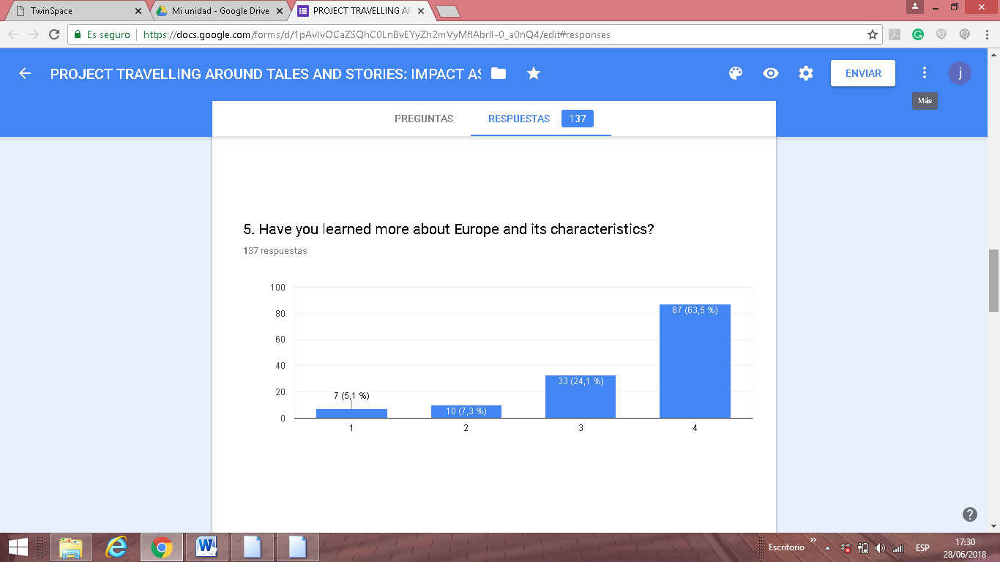 TwinSpace
Mi unidad - Google Drive
PROJECT TRAVELLING AF
Es seguro
https://docs.google.com/forms/d/1pAvIvOCaZSQhC0LnBvEYyZh2mVyMflAbrlI-0_a0nQ4/edit#responses
PROJECT TRAVELLING AROUND TALES AND STORIES: IMPACT AS
ENVIAR
j
Más
PREGUNTAS
RESPUESTAS 137
5. Have you learned more about Europe and its characteristics?
137 respuestas
100
80
60
40
20
0
7 (5,1 %)
10 (7,3 %)
33 (24,1 %)
87 (63,5 %)
1 2 3 4
Escritorio
ESP
17:30
28/06/2018